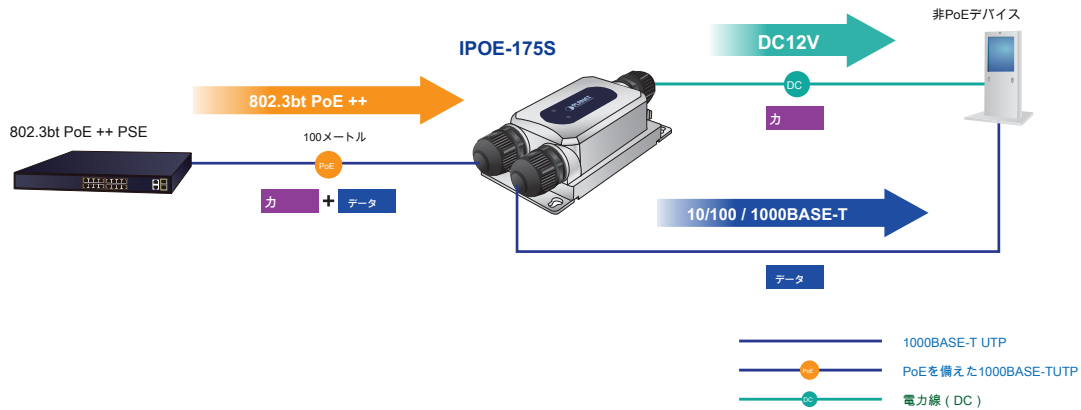 非PoEデバイス
DC12V
IPOE-175S
802.3bt PoE ++
DC
力
802.3bt PoE ++ PSE
100メートル
PoE
力 + データ
PLANET
10/100 / 1000BASE-T
データ
1000BASE-T UTP
PoE
PoEを備えた1000BASE-TUTP
DC
電力線(DC)